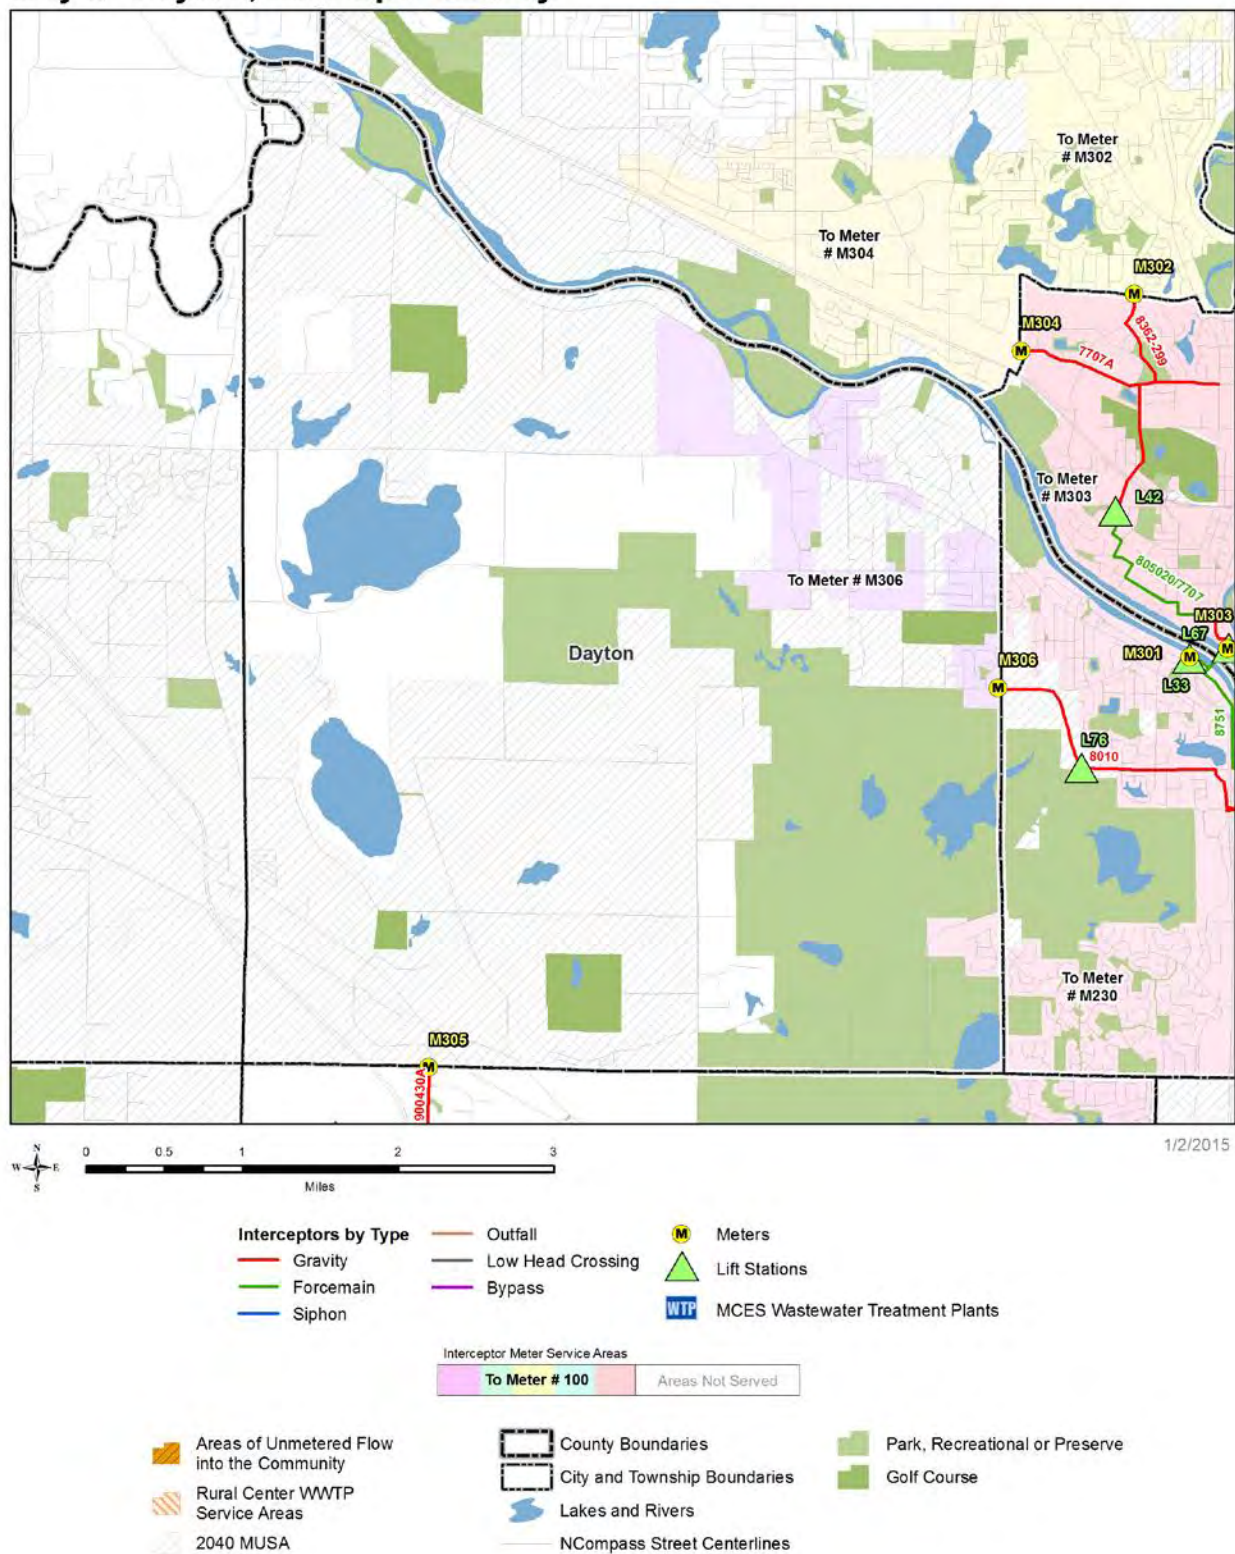 To Meter
# M302
To Meter
# M304
M302
M304
8362-299
7707A
To Meter
# M303
L42
To Meter # M306
805020/7707
M303
L67
Dayton
M301
M306
L33
8751
L76
8010
To Meter
# M230
M305
M
900430A
1/2/2015
N
W E
S
0 0.5 1 2 3
Miles
Interceptors by Type
Gravity
Forcemain
Siphon
Outfall
Low Head Crossing
Bypass
M Meters
Lift Stations
WTP MCES Wastewater Treatment Plants
Interceptor Meter Service Areas
To Meter # 100 Areas Not Served
Areas of Unmetered Flow
into the Community
Rural Center WWTP
Service Areas
2040 MUSA
County Boundaries
City and Township Boundaries
Lakes and Rivers
NCompass Street Centerlines
Park, Recreational or Preserve
Golf Course